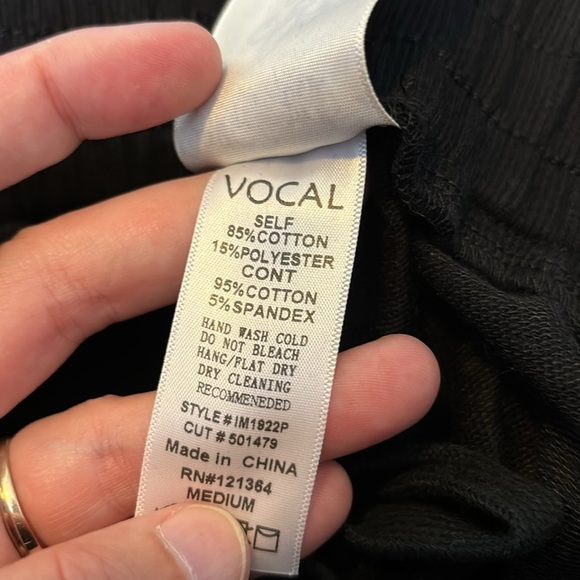 VOCAL
SELF
85%COTTON
15%POLYESTER
CONT
95%COTTON
5%SPANDEX
HAND WASH COLD
DO NOT BLEACH
HANG/FLAT DRY
DRY CLEANING
RECOMMENEDED
STYLE#IM1922P
CUT#501479
Made in CHINA
RN#121364
MEDIUM